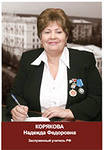 КОРЯКОВА
Надежда Федоровна
Заслуженный учитель РФ